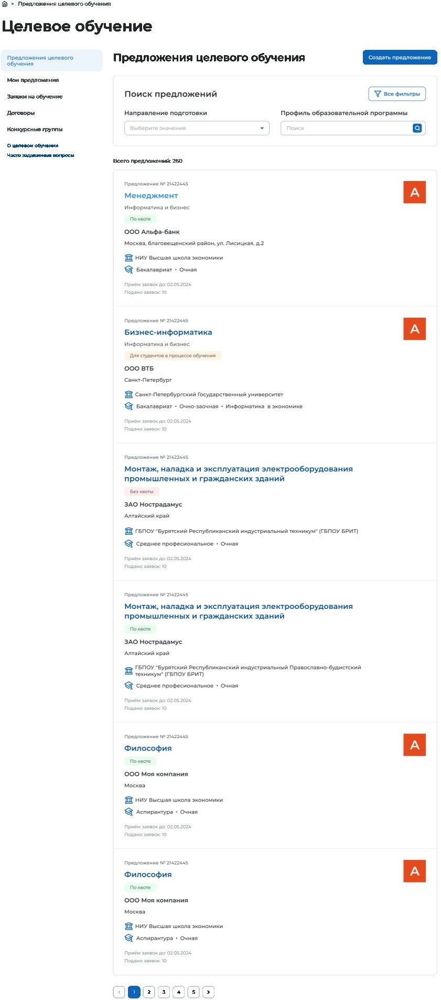 > Предложения целевого обучения
Целевое обучение
Предложения целевого
обучения
Мои предложения
Заявки на обучение
Договоры
Конкурсные группы
О целевом обучении
Часто задаваемые вопросы
Предложения целевого обучения
Создать предложение
Поиск предложений
Все фильтры
Направление подготовки
Выберите значение
Профиль образовательной программы
Поиск
Всего предложений: 260
Предложение № 21422445
Менеджмент
Информатика и бизнес
По квоте
ООО Альфа-банк
Москва, благовещенский район, ул. Лисицкая. д.2
НИУ Высшая школа экономики
Бакалавриат • Очная
Приём заявок до: 02.05.2024
Подано заявок: 10
А
Предложение № 21422445
Бизнес-информатика
Информатика и бизнес
Для студентов в процессе обучения
ООО ВТБ
Санкт-Петербург
Санкт-Петербургский Государственный университет
Бакалавриат • Очно-заочная • Информатика в экономике
Приём заявок до: 02.05.2024
Подано заявок: 10
А
Предложение № 21422445
Монтаж, наладка и эксплуатация электрооборудования
промышленных и гражданских зданий
Без квоты
ЗАО Нострадамус
Алтайский край
ГБПОУ "Бурятский Республиканский индустриальный техникум" (ГБПОУ БРИТ)
Среднее професиональное • Очная
Приём заявок до: 02.05.2024
Подано заявок: 10
Предложение № 21422445
Монтаж, наладка и эксплуатация электрооборудования
промышленных и гражданских зданий
По квоте
ЗАО Нострадамус
Алтайский край
ГБПОУ "Бурятский Республиканский индустриальный Православно-будистский
техникум" (ГБПОУ БРИТ)
Среднее професиональное • Очная
Приём заявок до: 02.05.2024
Подано заявок: 10
Предложение № 21422445
Философия
По квоте
ООО Моя компания
Москва
НИУ Высшая школа экономики
Аспирантура • Очная
Приём заявок до: 02.05.2024
Подано заявок: 10
А
Предложение № 21422445
Философия
По квоте
ООО Моя компания
Москва
НИУ Высшая школа экономики
Аспирантура • Очная
Приём заявок до: 02.05.2024
Подано заявок: 10
А
< 1 2 3 4 5 >